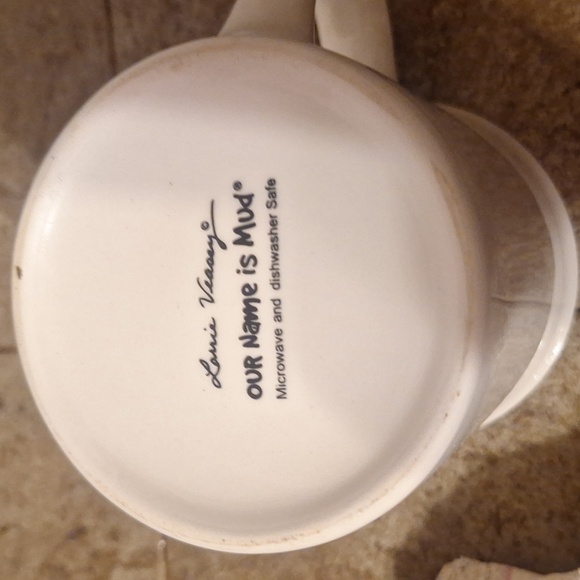 Lorrie Veasey©
OUR Name is Mud®
Microwave and dishwasher Safe